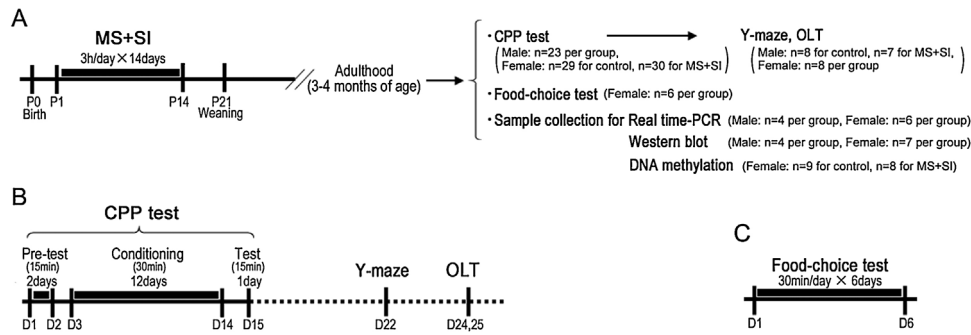 A
MS+SI
3h/day×14days
P0
Birth
P1
P14
P21
Weaning
Adulthood
(3-4 months of age)
・CPP test
(Male: n=23 per group,
Female: n=29 for control, n=30 for MS+SI)
Y-maze, OLT
(Male: n=8 for control, n=7 for MS+SI,
Female: n=8 per group)
・Food-choice test (Female: n=6 per group)
・Sample collection for Real time-PCR (Male: n=4 per group, Female: n=6 per group)
Western blot (Male: n=4 per group, Female: n=7 per group)
DNA methylation (Female: n=9 for control, n=8 for MS+SI)
B
CPP test
Pre-test
(15min)
2days
Conditioning
(30min)
12days
Test
(15min)
1day
Y-maze
OLT
D1 D2 D3 D14 D15 D22 D24,25
C
Food-choice test
30min/day × 6days
D1 D6